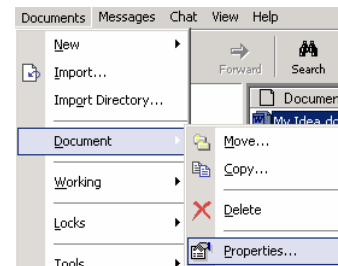 Documents Messages Chat View Help
New
Forward Search
Import...
Import Directory...
Documen
My Idea.do
Document
Move...
Copy...
Working
Delete
Locks
Properties...
Tools